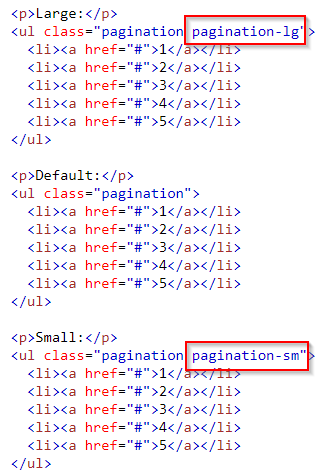 <p>Large:</p>
<ul class="pagination pagination-lg">
  <li><a href="#">1</a></li>
  <li><a href="#">2</a></li>
  <li><a href="#">3</a></li>
  <li><a href="#">4</a></li>
  <li><a href="#">5</a></li>
</ul>

<p>Default:</p>
<ul class="pagination">
  <li><a href="#">1</a></li>
  <li><a href="#">2</a></li>
  <li><a href="#">3</a></li>
  <li><a href="#">4</a></li>
  <li><a href="#">5</a></li>
</ul>

<p>Small:</p>
<ul class="pagination pagination-sm">
  <li><a href="#">1</a></li>
  <li><a href="#">2</a></li>
  <li><a href="#">3</a></li>
  <li><a href="#">4</a></li>
  <li><a href="#">5</a></li>
</ul>